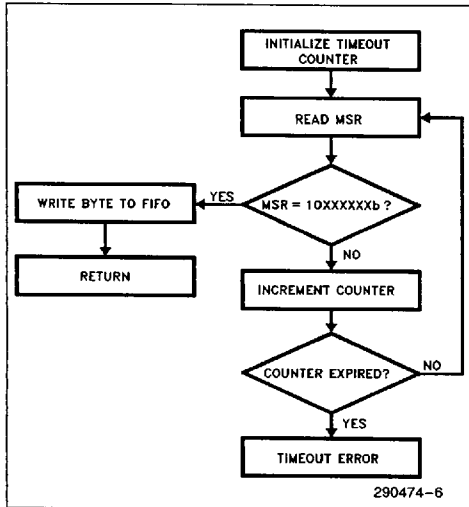 INITIALIZE TIMEOUT
COUNTER
READ MSR
MSR = 10XXXXXXb ?
YES
WRITE BYTE TO FIFO
RETURN
NO
INCREMENT COUNTER
COUNTER EXPIRED?
NO
YES
TIMEOUT ERROR
290474-6